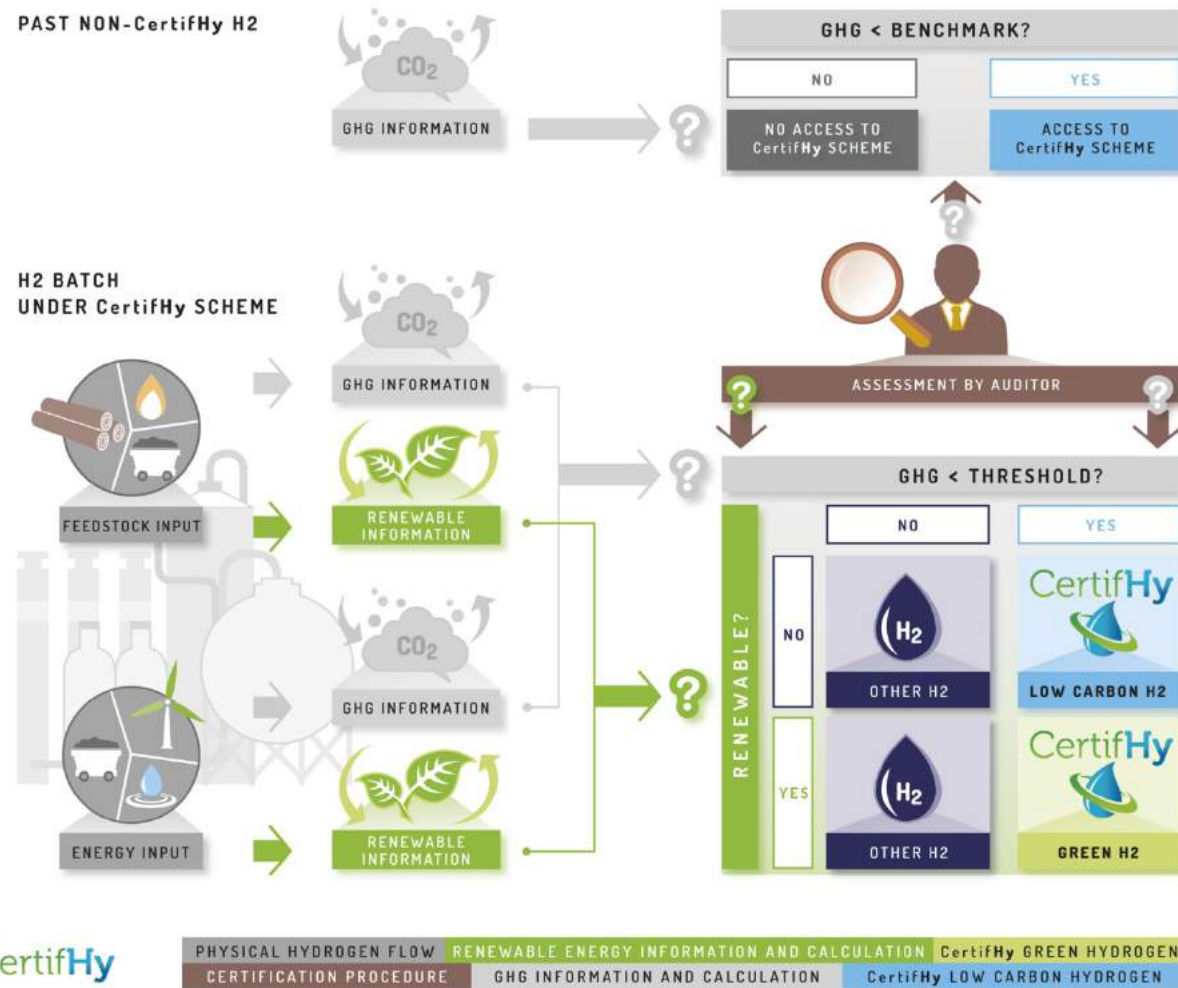 PAST NON-CertifHy H2
CO2
GHG INFORMATION
?
GHG < BENCHMARK?
NO
YES
NO ACCESS TO
CertifHy SCHEME
ACCESS TO
CertifHy SCHEME
?
H2 BATCH
UNDER CertifHy SCHEME
CO2
GHG INFORMATION
ASSESSMENT BY AUDITOR
?
?
FEEDSTOCK INPUT
RENEWABLE
INFORMATION
?
GHG < THRESHOLD?
NO
YES
RENEWABLE?
NO
H2
OTHER H2
CertifHy
LOW CARBON H2
CO2
GHG INFORMATION
?
YES
H2
OTHER H2
CertifHy
GREEN H2
ENERGY INPUT
RENEWABLE
INFORMATION
ertifHy
PHYSICAL HYDROGEN FLOW RENEWABLE ENERGY INFORMATION AND CALCULATION CertifHy GREEN HYDROGEN
CERTIFICATION PROCEDURE GHG INFORMATION AND CALCULATION CertifHy LOW CARBON HYDROGEN